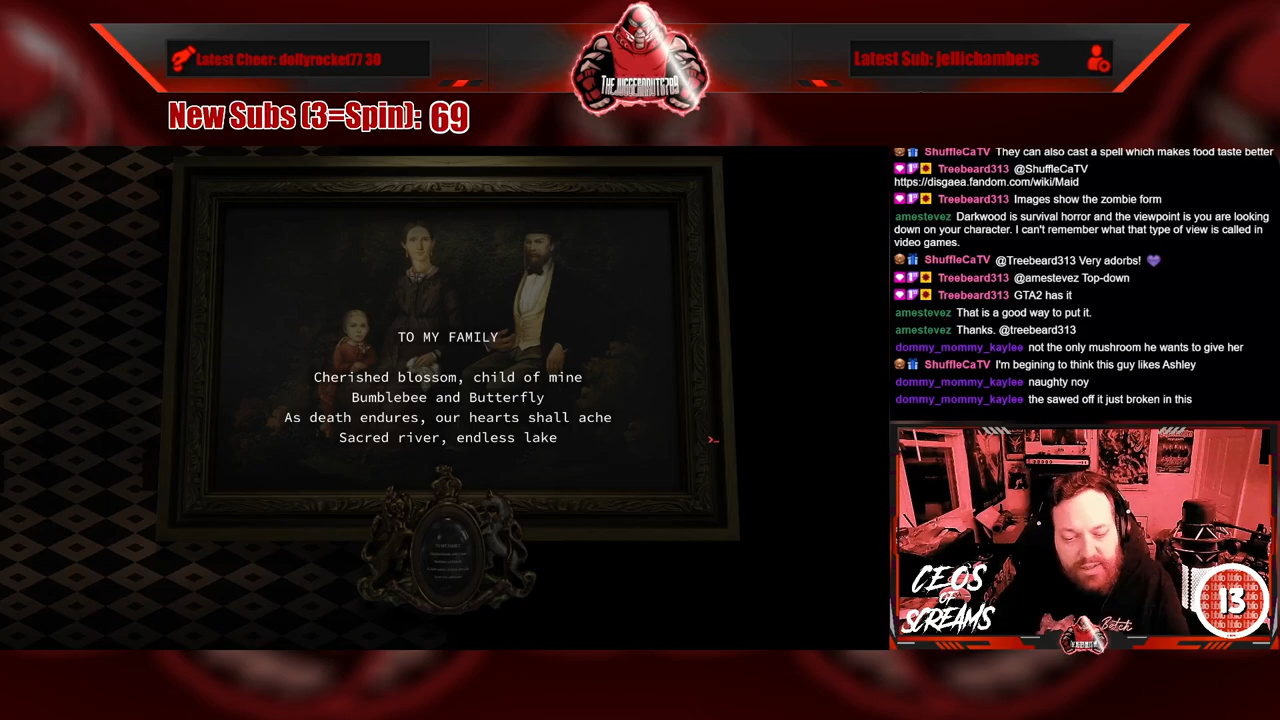 Latest Cheer: dollyrocket77 30
THEJUGGERNAUT6789
Latest Sub: jellichambers
New Subs (3=Spin): 69
ShuffleCaTV They can also cast a spell which makes food taste better
Treebeard313 @ShuffleCaTV
https://disgaea.fandom.com/wiki/Maid
Treebeard313 Images show the zombie form
amestevez Darkwood is survival horror and the viewpoint is you are looking
down on your character. I can't remember what that type of view is called in
video games.
ShuffleCaTV @Treebeard313 Very adorbs!
Treebeard313 @amestevez Top-down
Treebeard313 GTA2 has it
amestevez That is a good way to put it.
amestevez Thanks. @treebeard313
dommy_mommy_kaylee not the only mushroom he wants to give her
ShuffleCaTV I'm begining to think this guy likes Ashley
dommy_mommy_kaylee naughty noy
dommy_mommy_kaylee the sawed off it just broken in this
TO MY FAMILY
Cherished blossom, child of mine
Bumblebee and Butterfly
As death endures, our hearts shall ache
Sacred river, endless lake
CEOS
OF
SCREAMS
13